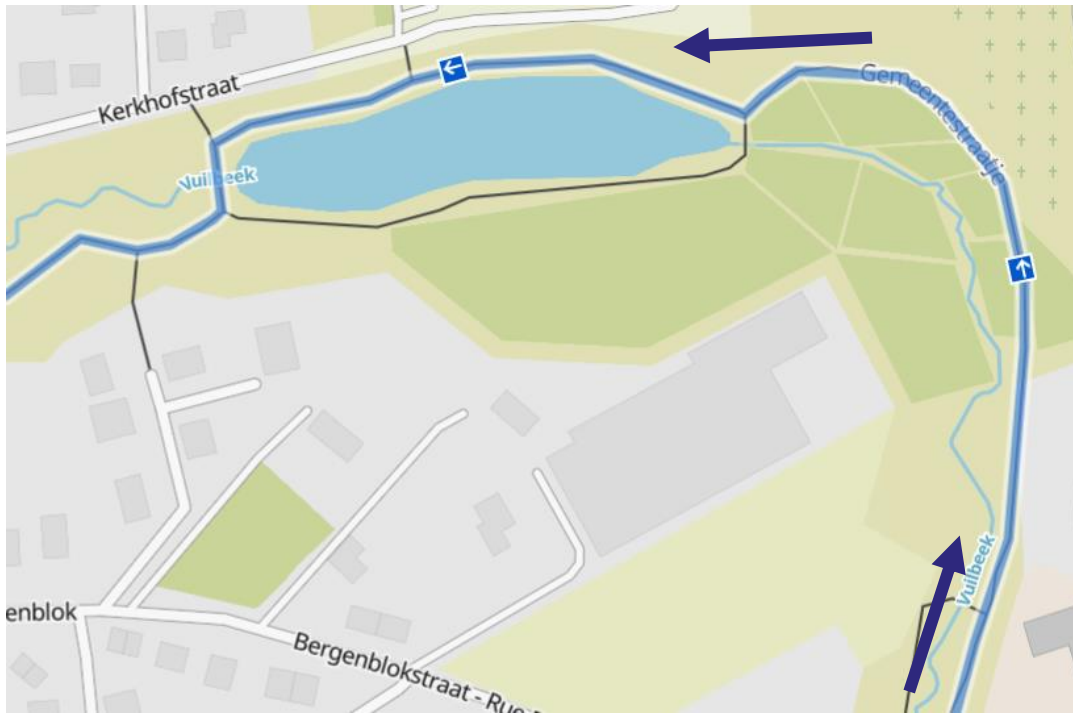 Kerkhofstraat
Gemeentestraatje
Vuilbeek
Vuilbeek
enblok
Bergenblokstraat - Rue